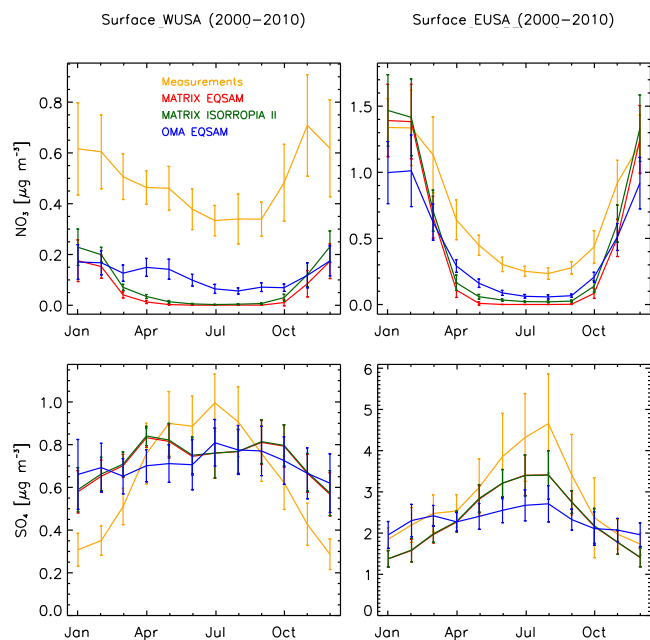 Surface_WUSA (2000-2010)
Surface_EUSA_(2000-2010)
Measurements
MATRIX EQSAM
MATRIX ISORROPIA II
OMA EQSAM
NO₃ [μg m⁻³]
0.8
0.6
0.4
0.2
0.0
Jan Apr Jul Oct
1.5
1.0
0.5
0.0
Jan Apr Jul Oct
SO₄ [μg m⁻³]
1.0
0.8
0.6
0.4
0.2
0.0
Jan Apr Jul Oct
6
5
4
3
2
1
0
Jan Apr Jul Oct